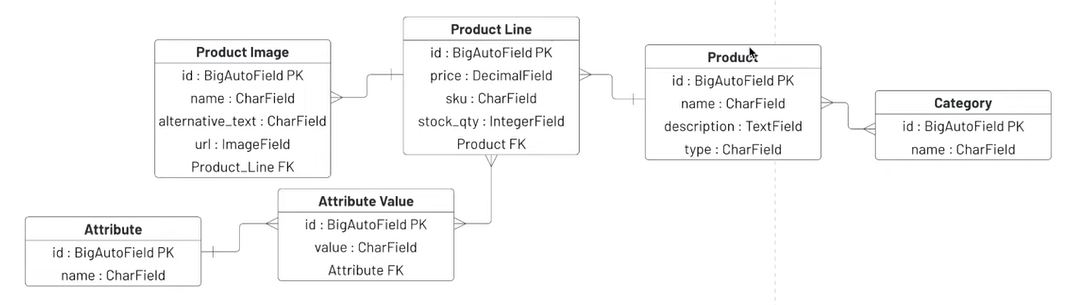 Product Line
id : BigAutoField PK
price : DecimalField
sku : CharField
stock_qty : IntegerField
Product FK
Product Image
id : BigAutoField PK
name : CharField
alternative_text : CharField
url : ImageField
Product_Line FK
Product
id : BigAutoField PK
name : CharField
description : TextField
type : CharField
Category
id : BigAutoField PK
name : CharField
Attribute Value
id : BigAutoField PK
value : CharField
Attribute FK
Attribute
id : BigAutoField PK
name : CharField